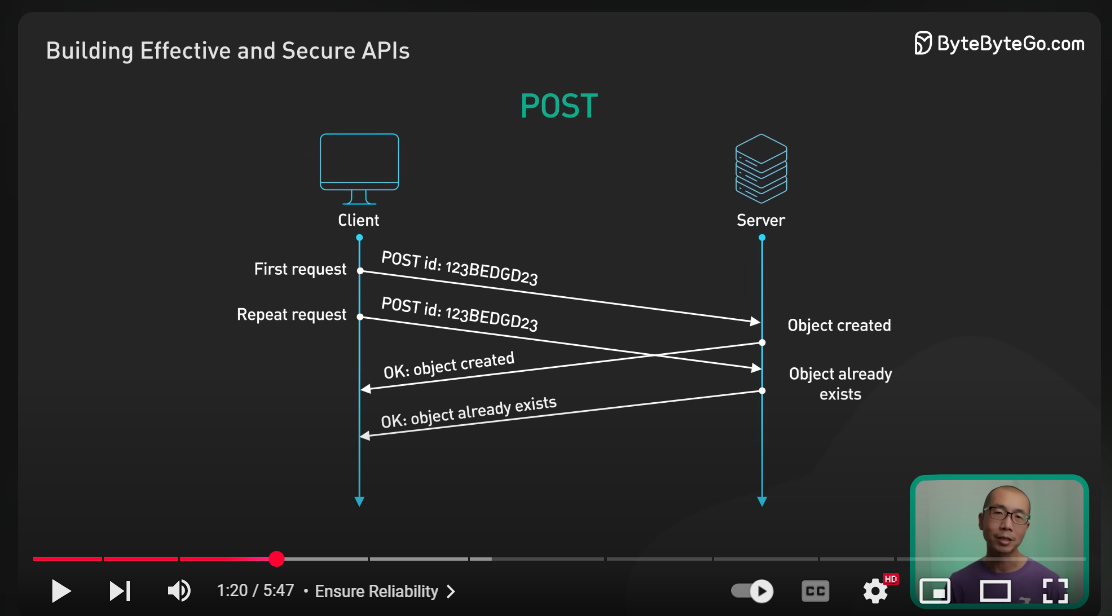 Building Effective and Secure APIs
ByteByteGo.com
POST
Client
Server
First request
POST id: 123BEDGD23
Repeat request
POST id: 123BEDGD23
Object created
OK: object created
Object already
exists
OK: object already exists
1:20 / 5:47 • Ensure Reliability
CC
HD